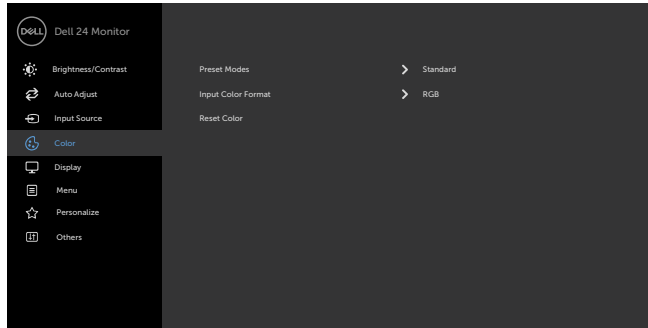 DELL Dell 24 Monitor
Brightness/Contrast Preset Modes Standard
Auto Adjust Input Color Format RGB
Input Source Reset Color
Color
Display
Menu
Personalize
Others